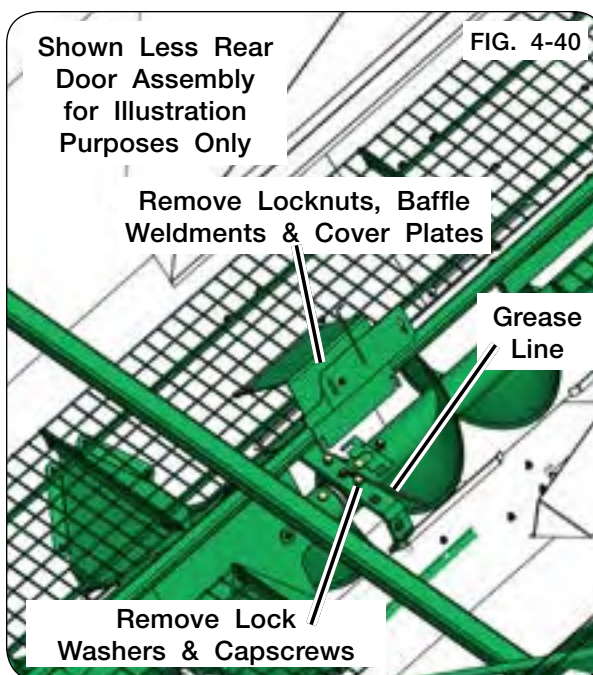 Shown Less Rear
Door Assembly
for Illustration
Purposes Only
FIG. 4-40
Remove Locknuts, Baffle
Weldments & Cover Plates
Grease
Line
Remove Lock
Washers & Capscrews